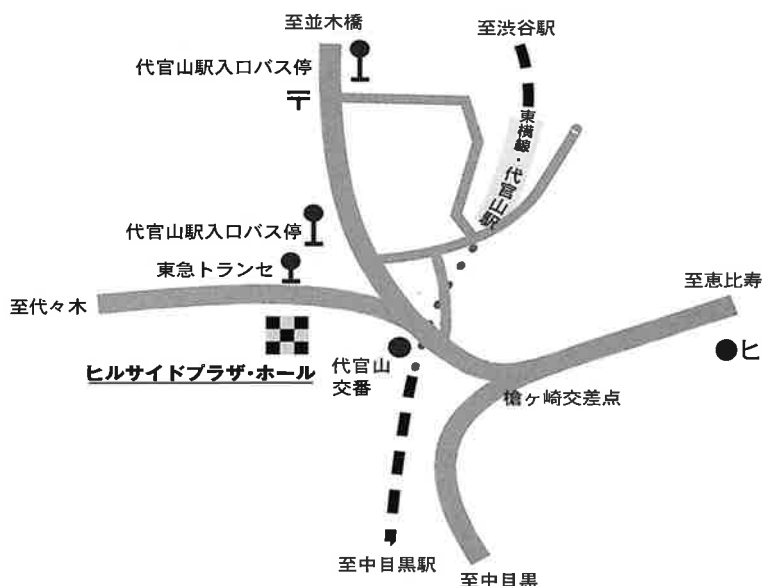 至並木橋
至渋谷駅
代官山駅入口バス停
〒
東横線・代官山駅
代官山駅入口バス停
東急トランセ
至代々木
至恵比寿
ヒルサイドプラザ・ホール
代官山
交番
ヒ
槍ヶ崎交差点
至中目黒駅
至中目黒